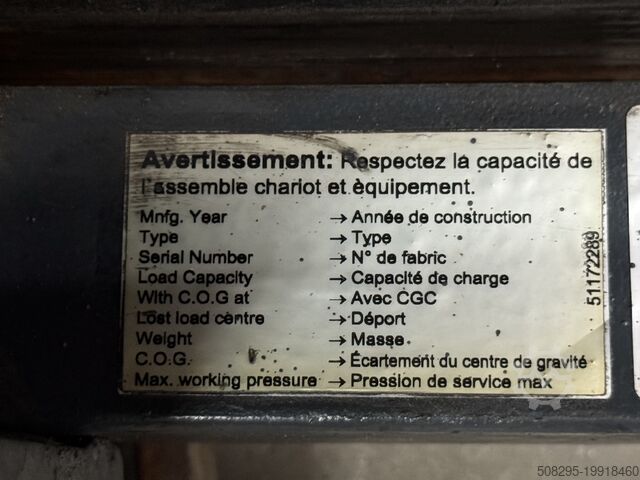 Avertissement: Respectez la capacité de
l'assemble chariot et èquipement.
Mnfg. Year → Année de construction
Type → Type
Serial Number → N° de fabric
Load Capacity → Capacité de charge
With C.O.G at → Avec CGC
Lost load centre → Déport
Weight → Masse
C.O.G. → Écartement du centre de gravité
Max. working pressure → Pression de service max
51172289
508295-19918460